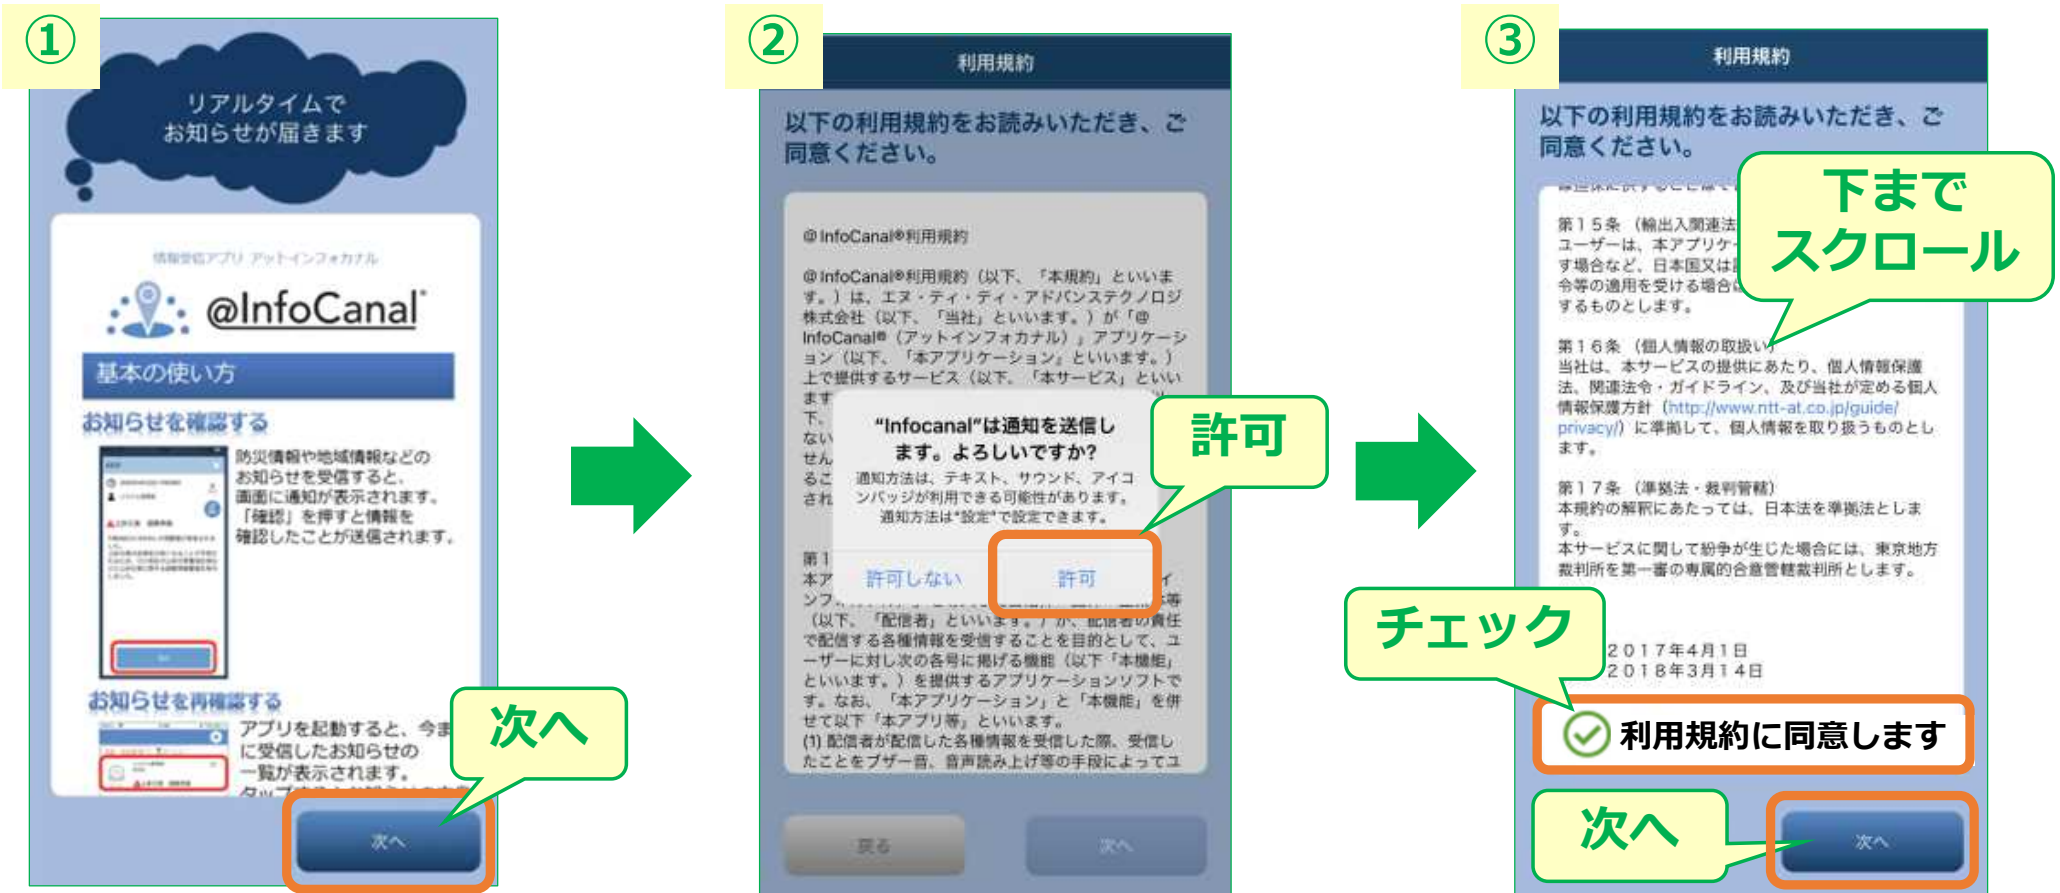 ①
リアルタイムで
お知らせが届きます
情報受信アプリ アットインフォカナル
@InfoCanal
基本の使い方
お知らせを確認する
防災情報や地域情報などの
お知らせを受信すると、
画面に通知が表示されます。
「確認」を押すと情報を
確認したことが送信されます。
お知らせを再確認する
アプリを起動すると、今ま
に受信したお知らせの
一覧が表示されます。
次へ
次へ
②
利用規約
以下の利用規約をお読みいただき、ご
同意ください。
@InfoCanal®利用規約
@InfoCanal®利用規約（以下、「本規約」といいま
す。）は、エヌ・ティ・ティ・アドバンステクノロジ
株式会社（以下、「当社」といいます。）が「@
InfoCanal®（アットインフォカナル）」アプリケーシ
ョン（以下、「本アプリケーション」といいます。）
上で提供するサービス（以下、「本サービス」といい
ます
下、
ない
せん
るこ
され
"Infocanal"は通知を送信し
ます。よろしいですか?
通知方法は、テキスト、サウンド、アイコ
ンバッジが利用できる可能性があります。
通知方法は"設定"で設定できます。
許可しない
許可
許可
第1
本ア
ンフ
（以下、「配信者」といいます。）が、配信者の責任
で配信する各種情報を受信することを目的として、ユ
ーザーに対し次の各号に掲げる機能（以下「本機能」
といいます。）を提供するアプリケーションソフトで
す。なお、「本アプリケーション」と「本機能」を併
せて以下「本アプリ等」といいます。
(1) 配信者が配信した各種情報を受信した際、受信し
たことをブザー音、音声読み上げ等の手段によってユ
戻る
次へ
③
利用規約
以下の利用規約をお読みいただき、ご
同意ください。
下まで
スクロール
第１５条 （輸出入関連法
ユーザーは、本アプリケー
す場合など、日本国又は
令等の適用を受ける場合
するものとします。
第１６条 （個人情報の取扱い）
当社は、本サービスの提供にあたり、個人情報保護
法、関連法令・ガイドライン、及び当社が定める個人
情報保護方針（http://www.ntt-at.co.jp/guide/
privacy/）に準拠して、個人情報を取り扱うものとし
ます。
第１７条 （準拠法・裁判管轄）
本規約の解釈にあたっては、日本法を準拠法としま
す。
本サービスに関して紛争が生じた場合には、東京地方
裁判所を第一審の専属的合意管轄裁判所とします。
チェック
２０１７年４月１日
２０１８年３月１４日
利用規約に同意します
次へ
次へ